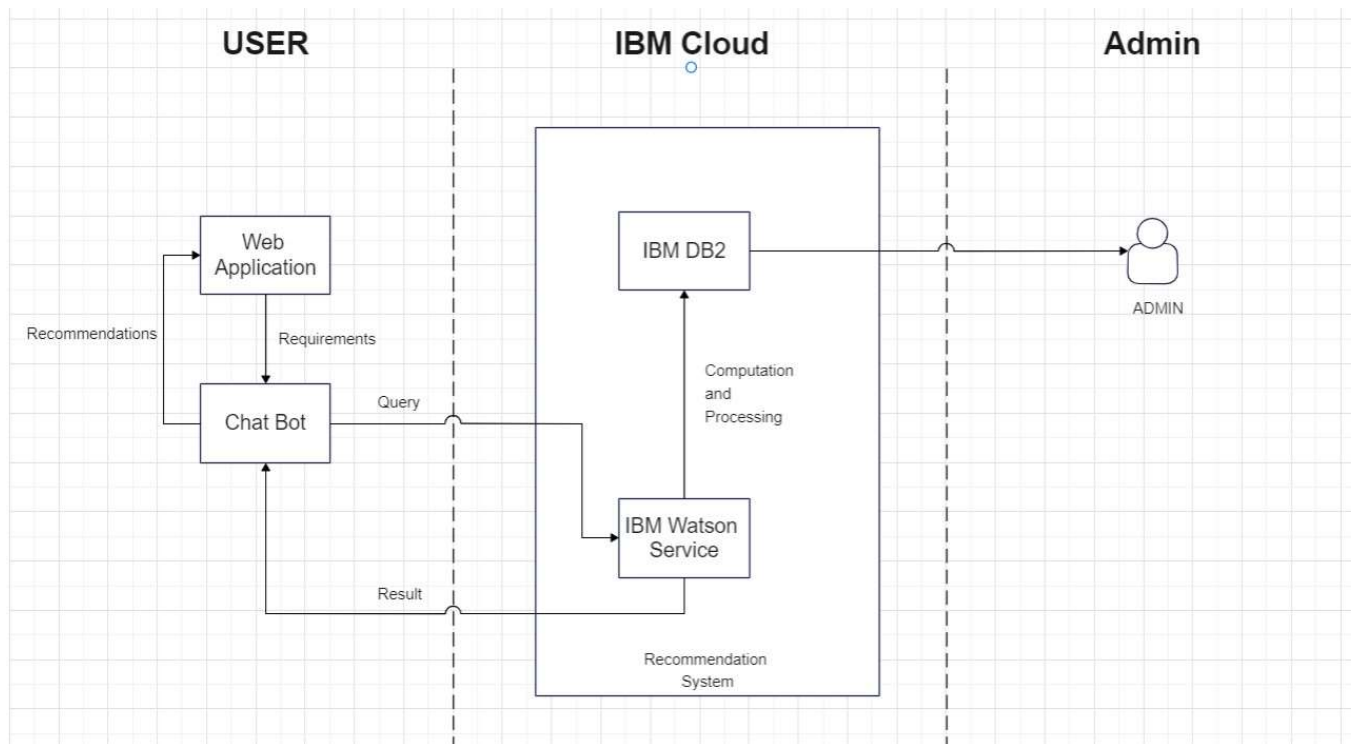 USER
IBM Cloud
Admin
Web
Application
IBM DB2
ADMIN
Recommendations
Requirements
Computation
and
Processing
Query
Chat Bot
IBM Watson
Service
Result
Recommendation
System